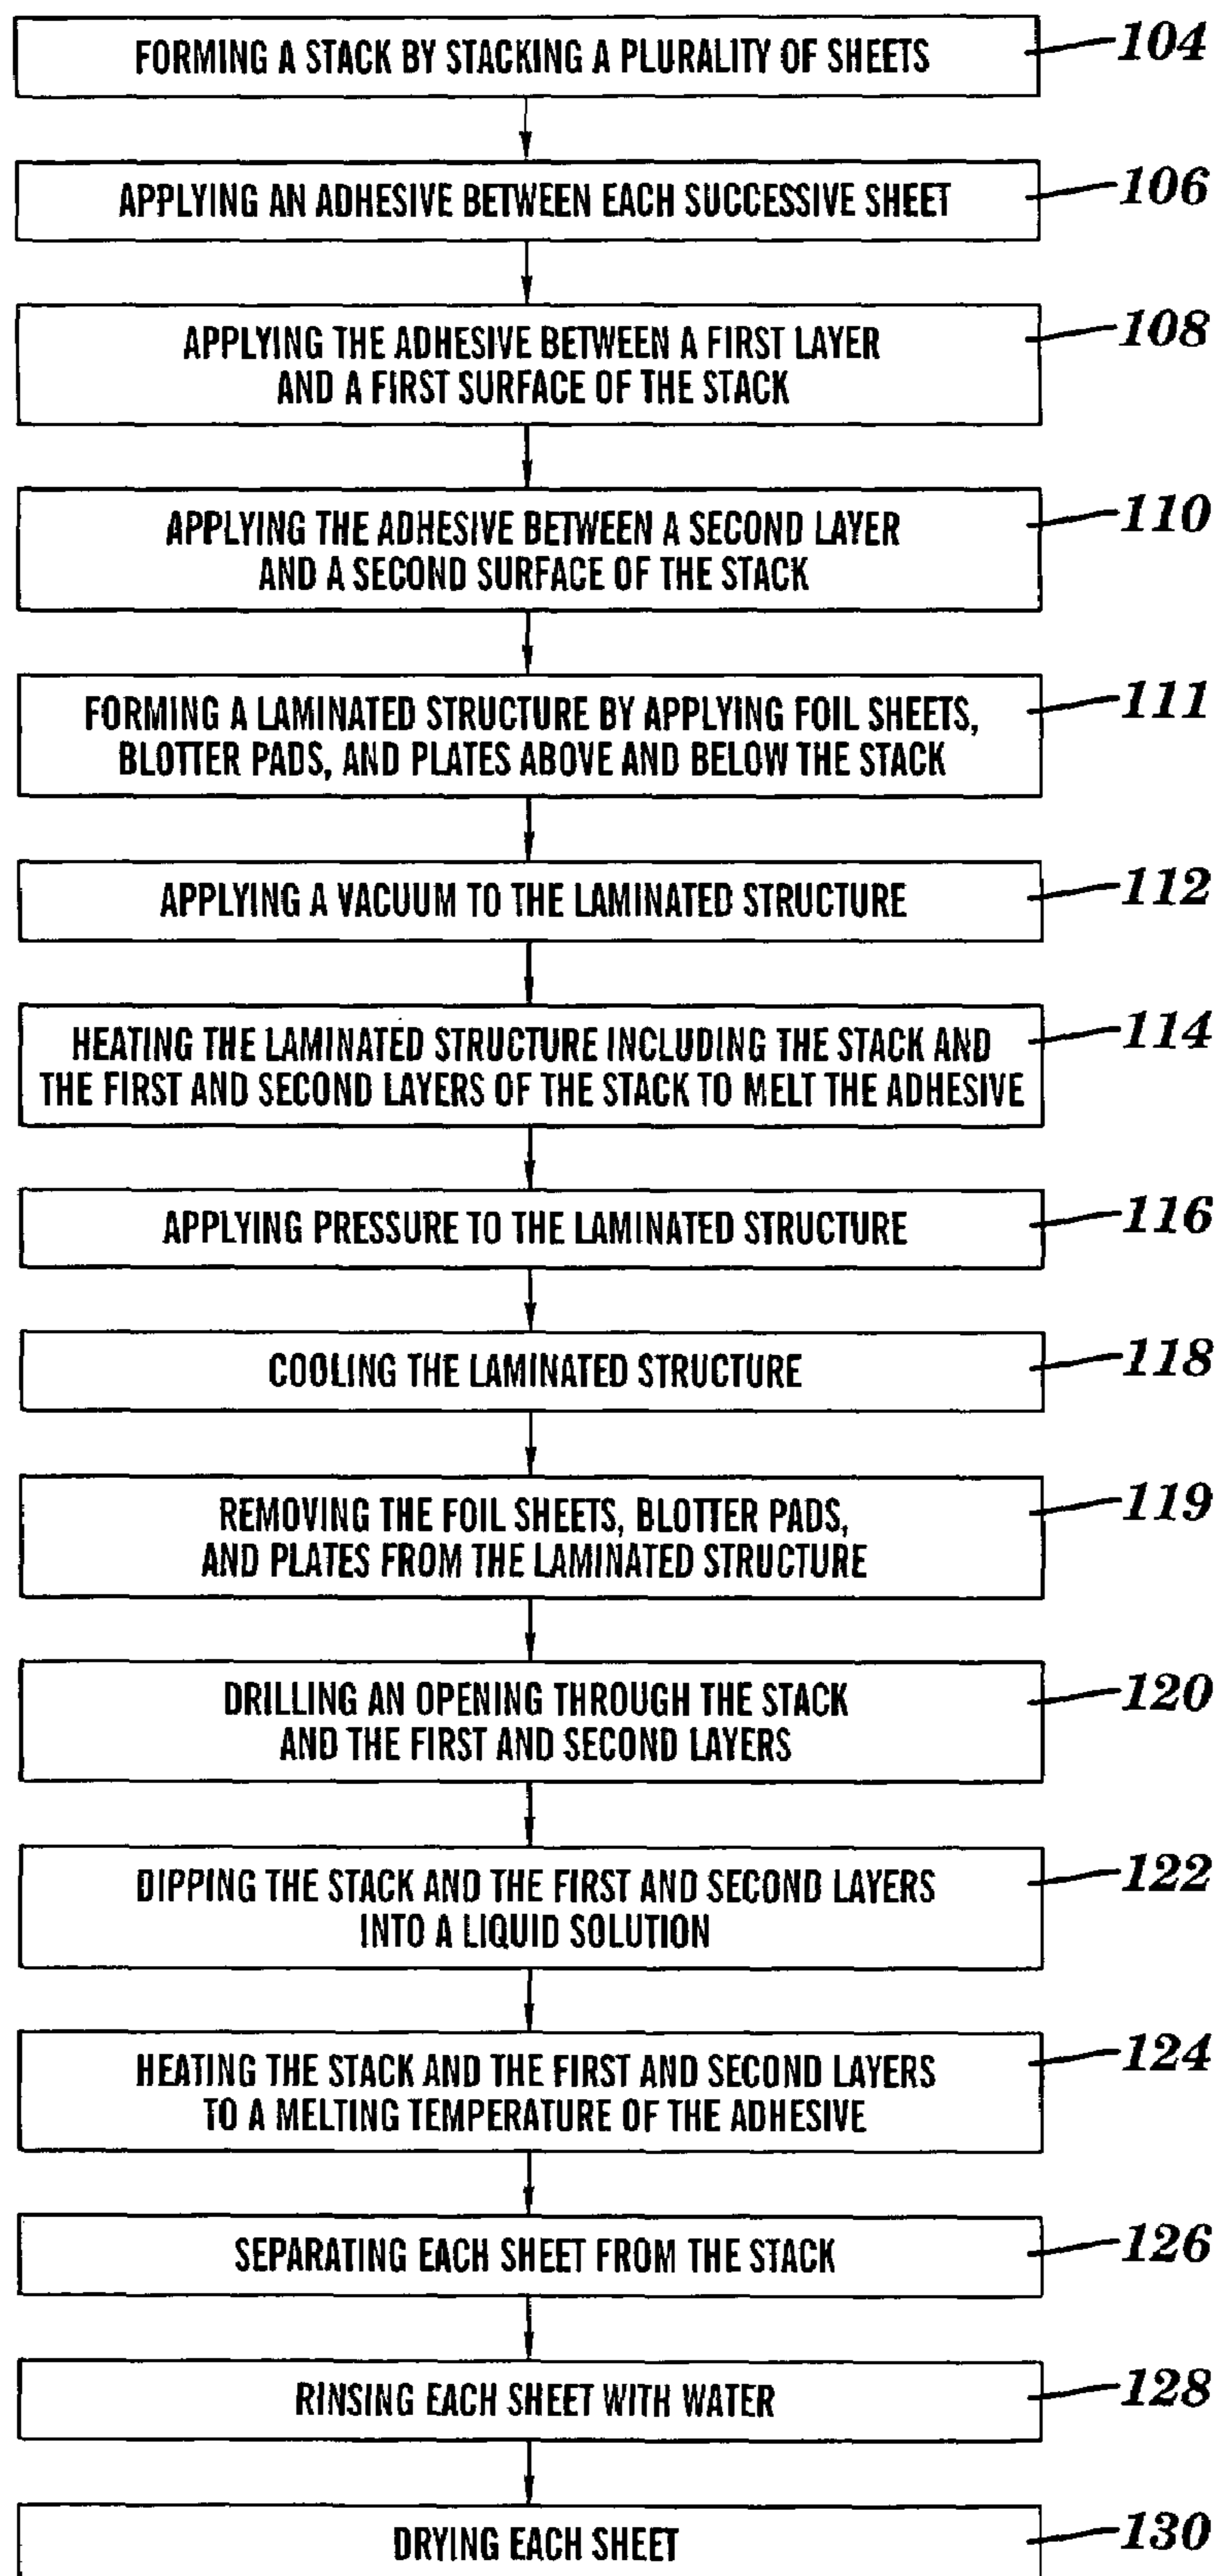 FORMING A STACK BY STACKING A PLURALITY OF SHEETS
104
APPLYING AN ADHESIVE BETWEEN EACH SUCCESSIVE SHEET
106
APPLYING THE ADHESIVE BETWEEN A FIRST LAYER
AND A FIRST SURFACE OF THE STACK
108
APPLYING THE ADHESIVE BETWEEN A SECOND LAYER
AND A SECOND SURFACE OF THE STACK
110
FORMING A LAMINATED STRUCTURE BY APPLYING FOIL SHEETS,
BLOTTER PADS, AND PLATES ABOVE AND BELOW THE STACK
111
APPLYING A VACUUM TO THE LAMINATED STRUCTURE
112
HEATING THE LAMINATED STRUCTURE INCLUDING THE STACK AND
THE FIRST AND SECOND LAYERS OF THE STACK TO MELT THE ADHESIVE
114
APPLYING PRESSURE TO THE LAMINATED STRUCTURE
116
COOLING THE LAMINATED STRUCTURE
118
REMOVING THE FOIL SHEETS, BLOTTER PADS,
AND PLATES FROM THE LAMINATED STRUCTURE
119
DRILLING AN OPENING THROUGH THE STACK
AND THE FIRST AND SECOND LAYERS
120
DIPPING THE STACK AND THE FIRST AND SECOND LAYERS
INTO A LIQUID SOLUTION
122
HEATING THE STACK AND THE FIRST AND SECOND LAYERS
TO A MELTING TEMPERATURE OF THE ADHESIVE
124
SEPARATING EACH SHEET FROM THE STACK
126
RINSING EACH SHEET WITH WATER
128
DRYING EACH SHEET
130